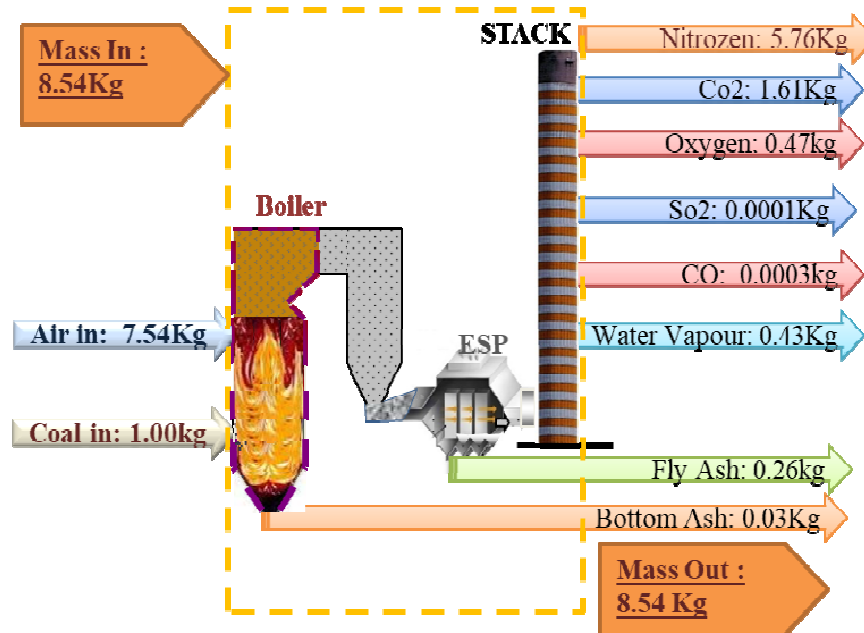 Mass In :
8.54Kg
STACK
Nitrozen: 5.76Kg
Co2: 1.61Kg
Oxygen: 0.47kg
So2: 0.0001Kg
CO: 0.0003kg
Water Vapour: 0.43Kg
Boiler
Air in: 7.54Kg
ESP
Coal in: 1.00kg
Fly Ash: 0.26kg
Bottom Ash: 0.03Kg
Mass Out :
8.54 Kg